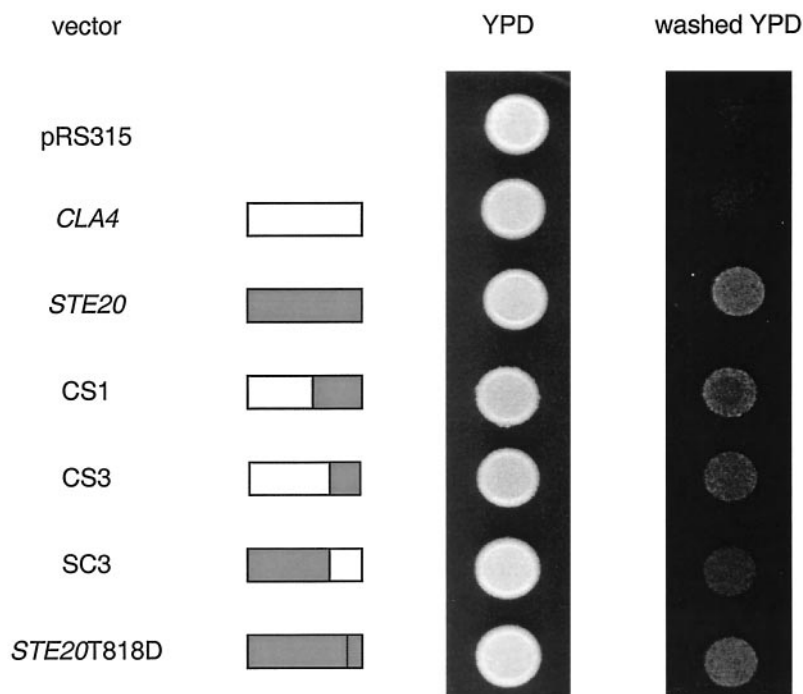 vector YPD washed YPD
pRS315
CLA4
STE20
CS1
CS3
SC3
STE20T818D